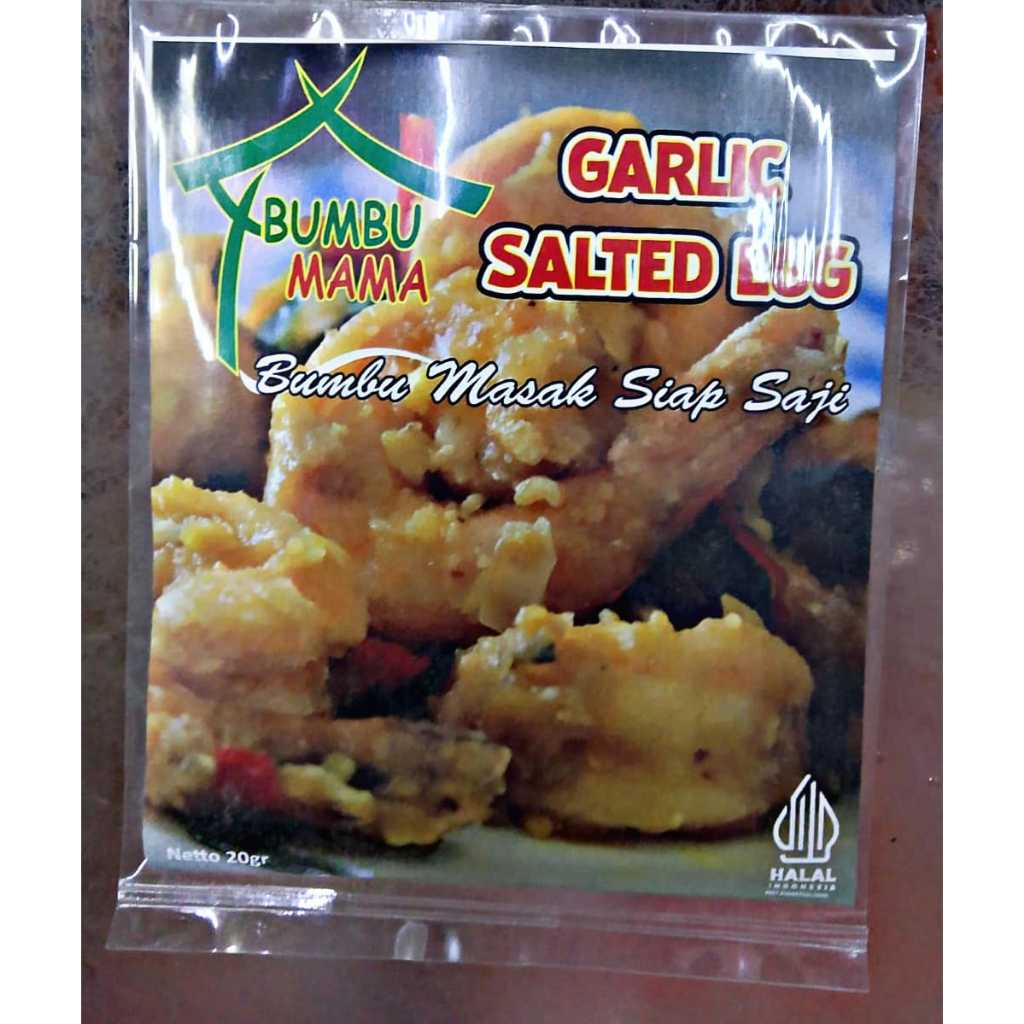 BUMBU
MAMA
GARLIC
SALTED EGG
Bumbu Masak Siap Saji
Netto 20gr
HALAL
INDONESIA